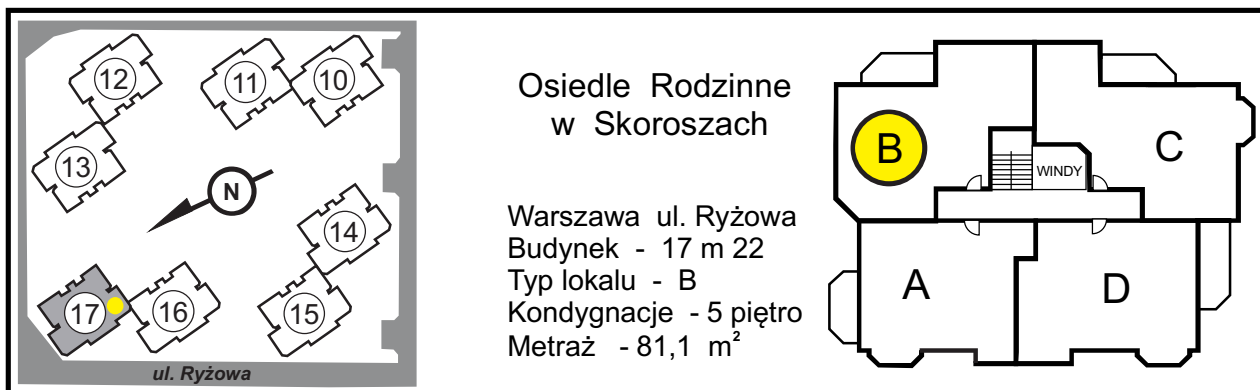 12
11
10
13
N
14
17
16
15
ul. Ryżowa
Osiedle Rodzinne
w Skoroszach
Warszawa ul. Ryżowa
Budynek - 17 m 22
Typ lokalu - B
Kondygnacje - 5 piętro
Metraż - 81,1 m²
B
C
WINDY
A
D